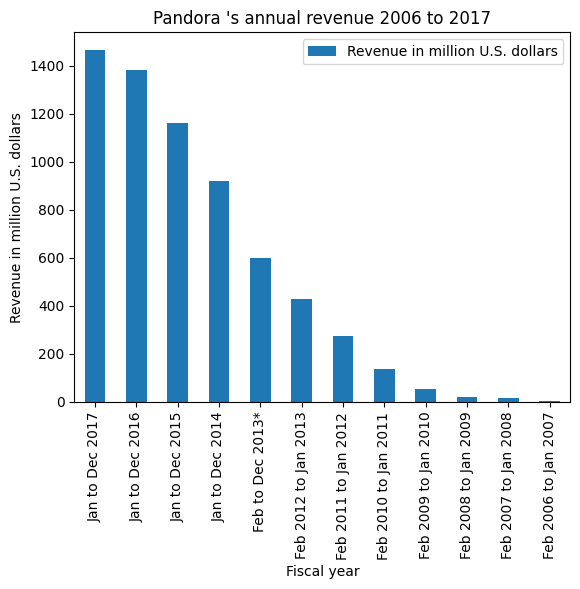 Pandora 's annual revenue 2006 to 2017
Revenue in million U.S. dollars
Revenue in million U.S. dollars
1400
1200
1000
800
600
400
200
0
Jan to Dec 2017
Jan to Dec 2016
Jan to Dec 2015
Jan to Dec 2014
Feb to Dec 2013*
Feb 2012 to Jan 2013
Feb 2011 to Jan 2012
Feb 2010 to Jan 2011
Feb 2009 to Jan 2010
Feb 2008 to Jan 2009
Feb 2007 to Jan 2008
Feb 2006 to Jan 2007
Fiscal year